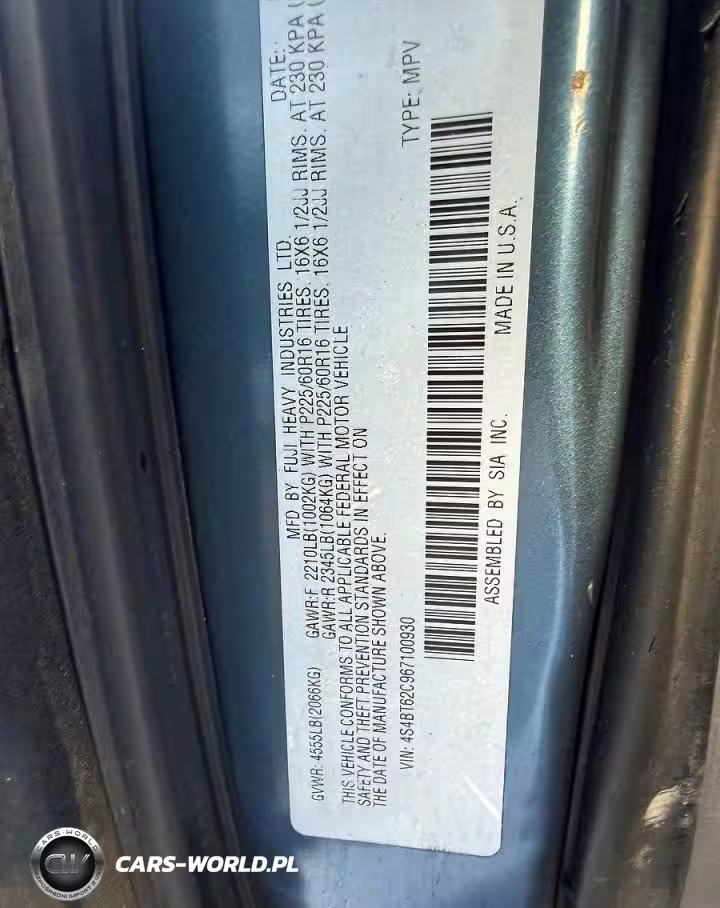 MFD BY FUJI HEAVY INDUSTRIES LTD. DATE:
GVWR: 4555LB(2066KG) GAWR:F 2210LB(1002KG) WITH P225/60R16 TIRES. 16X6 1/2JJ RIMS. AT 230 KPA (
GAWR:R 2345LB(1064KG) WITH P225/60R16 TIRES. 16X6 1/2JJ RIMS. AT 230 KPA (
THIS VEHICLE CONFORMS TO ALL APPLICABLE FEDERAL MOTOR VEHICLE
SAFETY AND THEFT PREVENTION STANDARDS IN EFFECT ON
THE DATE OF MANUFACTURE SHOWN ABOVE.
VIN: 4S4BT62C967100930 TYPE: MPV
ASSEMBLED BY SIA INC. MADE IN U.S.A.
CARS-WORLD
CW
CARS-WORLD.PL